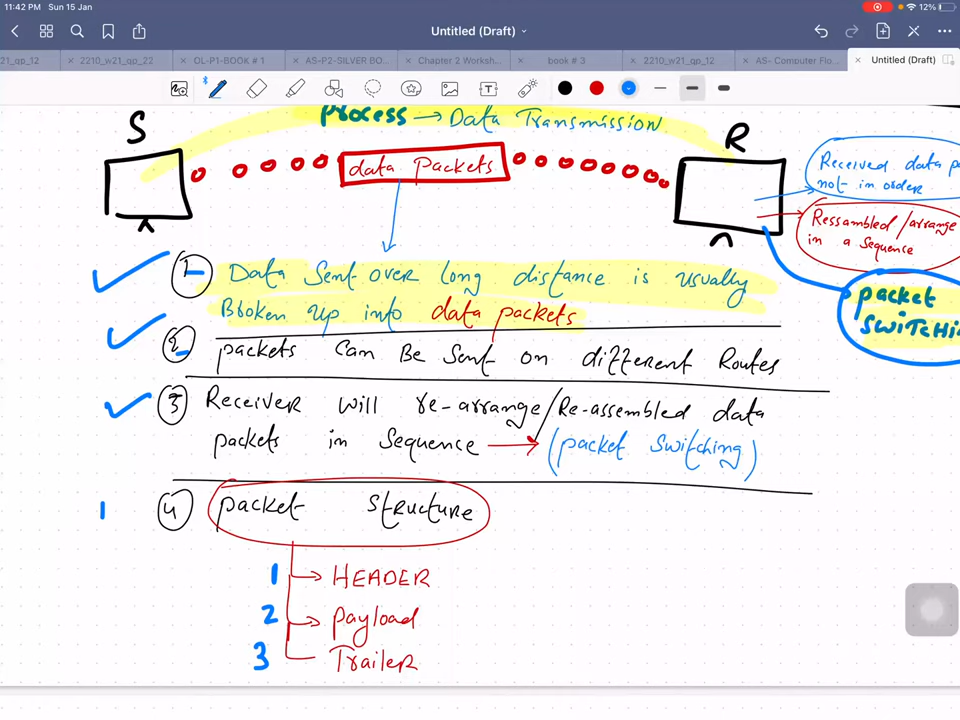 11:42 PM Sun 15 Jan
12%
Untitled (Draft)
21_qp_12
2210_w21_qp_22
OL-P1-BOOK # 1
AS-P2-SILVER BO...
Chapter 2 Worksh...
book # 3
2210_w21_qp_12
AS- Computer Flo...
Untitled (Draft)
Process → Data Transmission
S
data Packets
R
Received data p
not in order
Ressambled/arrange
in a Sequence
packet
SWITCHI
1 Data Sent over long distance is usually
Broken up into data packets
2 packets can Be Sent on different Routes
3 Receiver will re-arrange/Re-assembled data
packets in Sequence → (packet switching)
1 4 packet structure
1 → HEADER
2 → Payload
3 Trailer